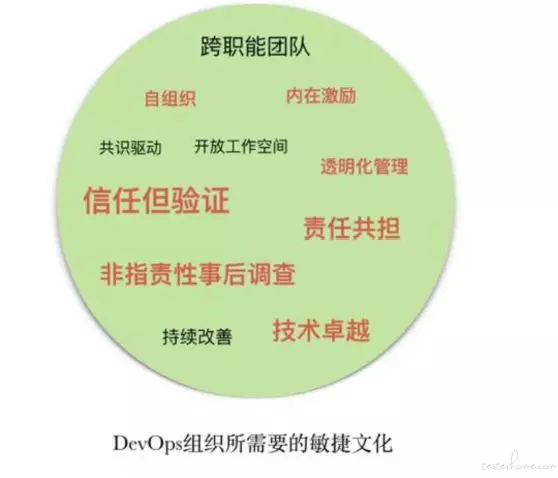 跨职能团队
自组织 内在激励
共识驱动 开放工作空间
透明化管理
信任但验证
责任共担
非指责性事后调查
持续改善 技术卓越
DevOps组织所需要的敏捷文化
testerhome.com